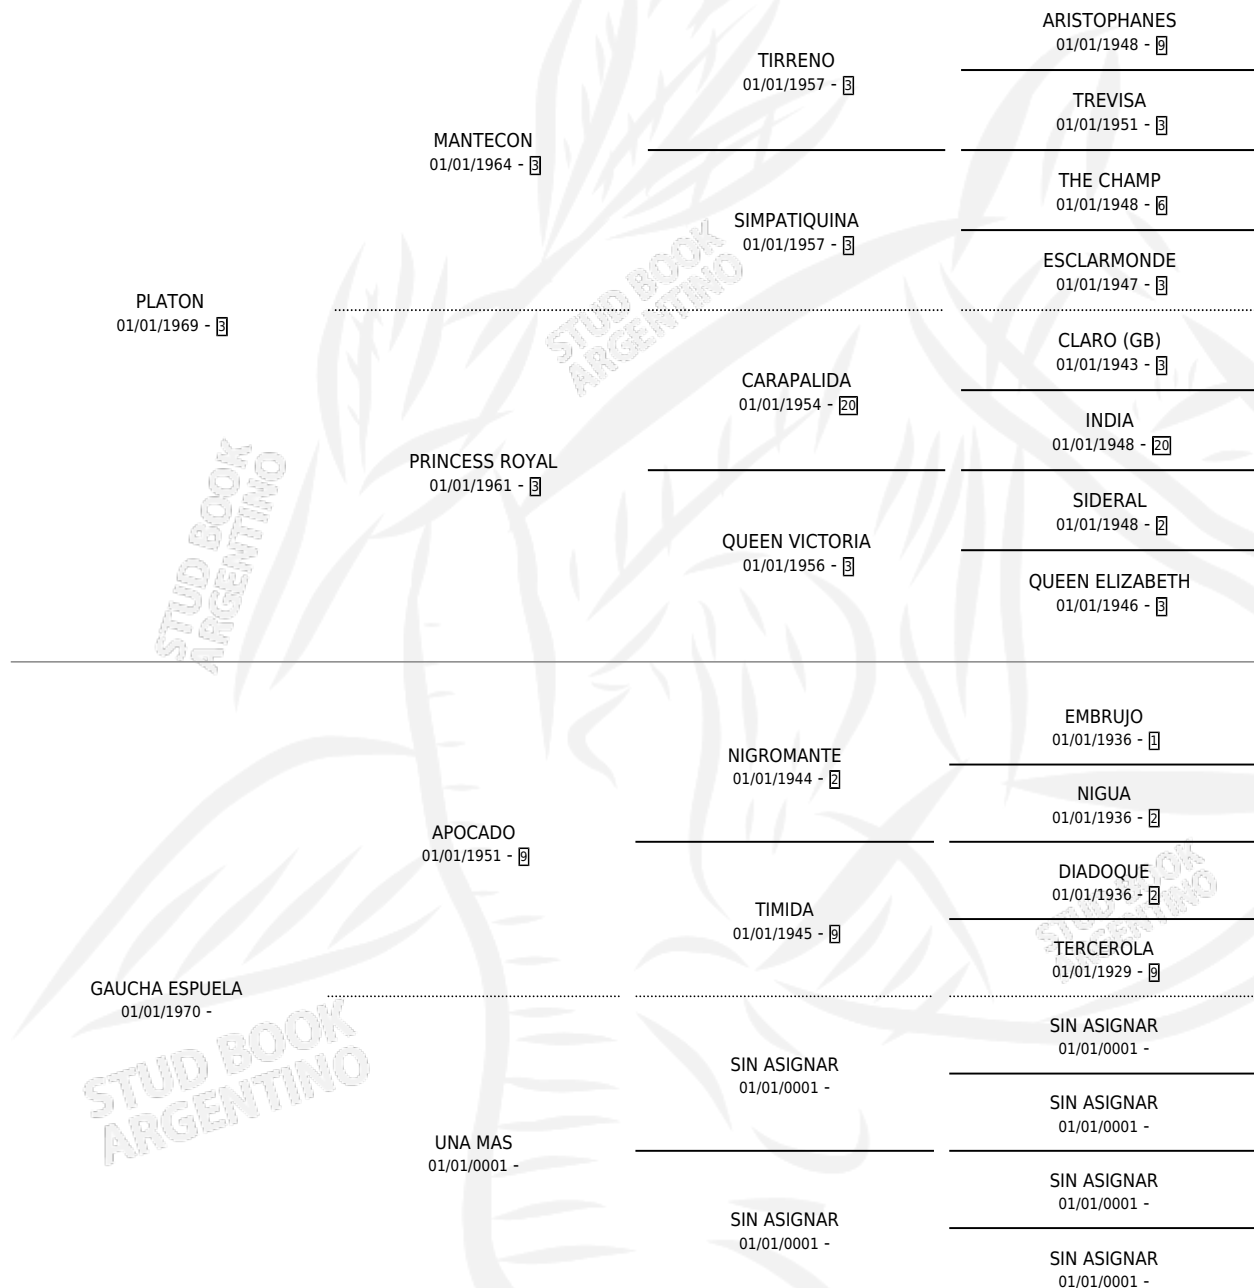 ARISTOPHANES
01/01/1948 - 9
TIRRENO
01/01/1957 - 3
TREVISA
01/01/1951 - 3
MANTECON
01/01/1964 - 3
THE CHAMP
01/01/1948 - 6
SIMPATIQUINA
01/01/1957 - 3
ESCLARMONDE
01/01/1947 - 3
PLATON
01/01/1969 - 3
CLARO (GB)
01/01/1943 - 3
CARAPALIDA
01/01/1954 - 20
INDIA
01/01/1948 - 20
PRINCESS ROYAL
01/01/1961 - 3
SIDERAL
01/01/1948 - 2
QUEEN VICTORIA
01/01/1956 - 3
QUEEN ELIZABETH
01/01/1946 - 3
STUD BOOK
ARGENTINO
STUD BOOK
ARGENTINO
EMBRUJO
01/01/1936 - 1
NIGROMANTE
01/01/1944 - 2
NIGUA
01/01/1936 - 2
APOCADO
01/01/1951 - 9
DIADOQUE
01/01/1936 - 2
TIMIDA
01/01/1945 - 9
TERCEROLA
01/01/1929 - 9
GAUCHA ESPUELA
01/01/1970 -
SIN ASIGNAR
01/01/0001 -
SIN ASIGNAR
01/01/0001 -
SIN ASIGNAR
01/01/0001 -
UNA MAS
01/01/0001 -
SIN ASIGNAR
01/01/0001 -
SIN ASIGNAR
01/01/0001 -
SIN ASIGNAR
01/01/0001 -
STUD BOOK
ARGENTINO
STUD BOOK
ARGENTINO